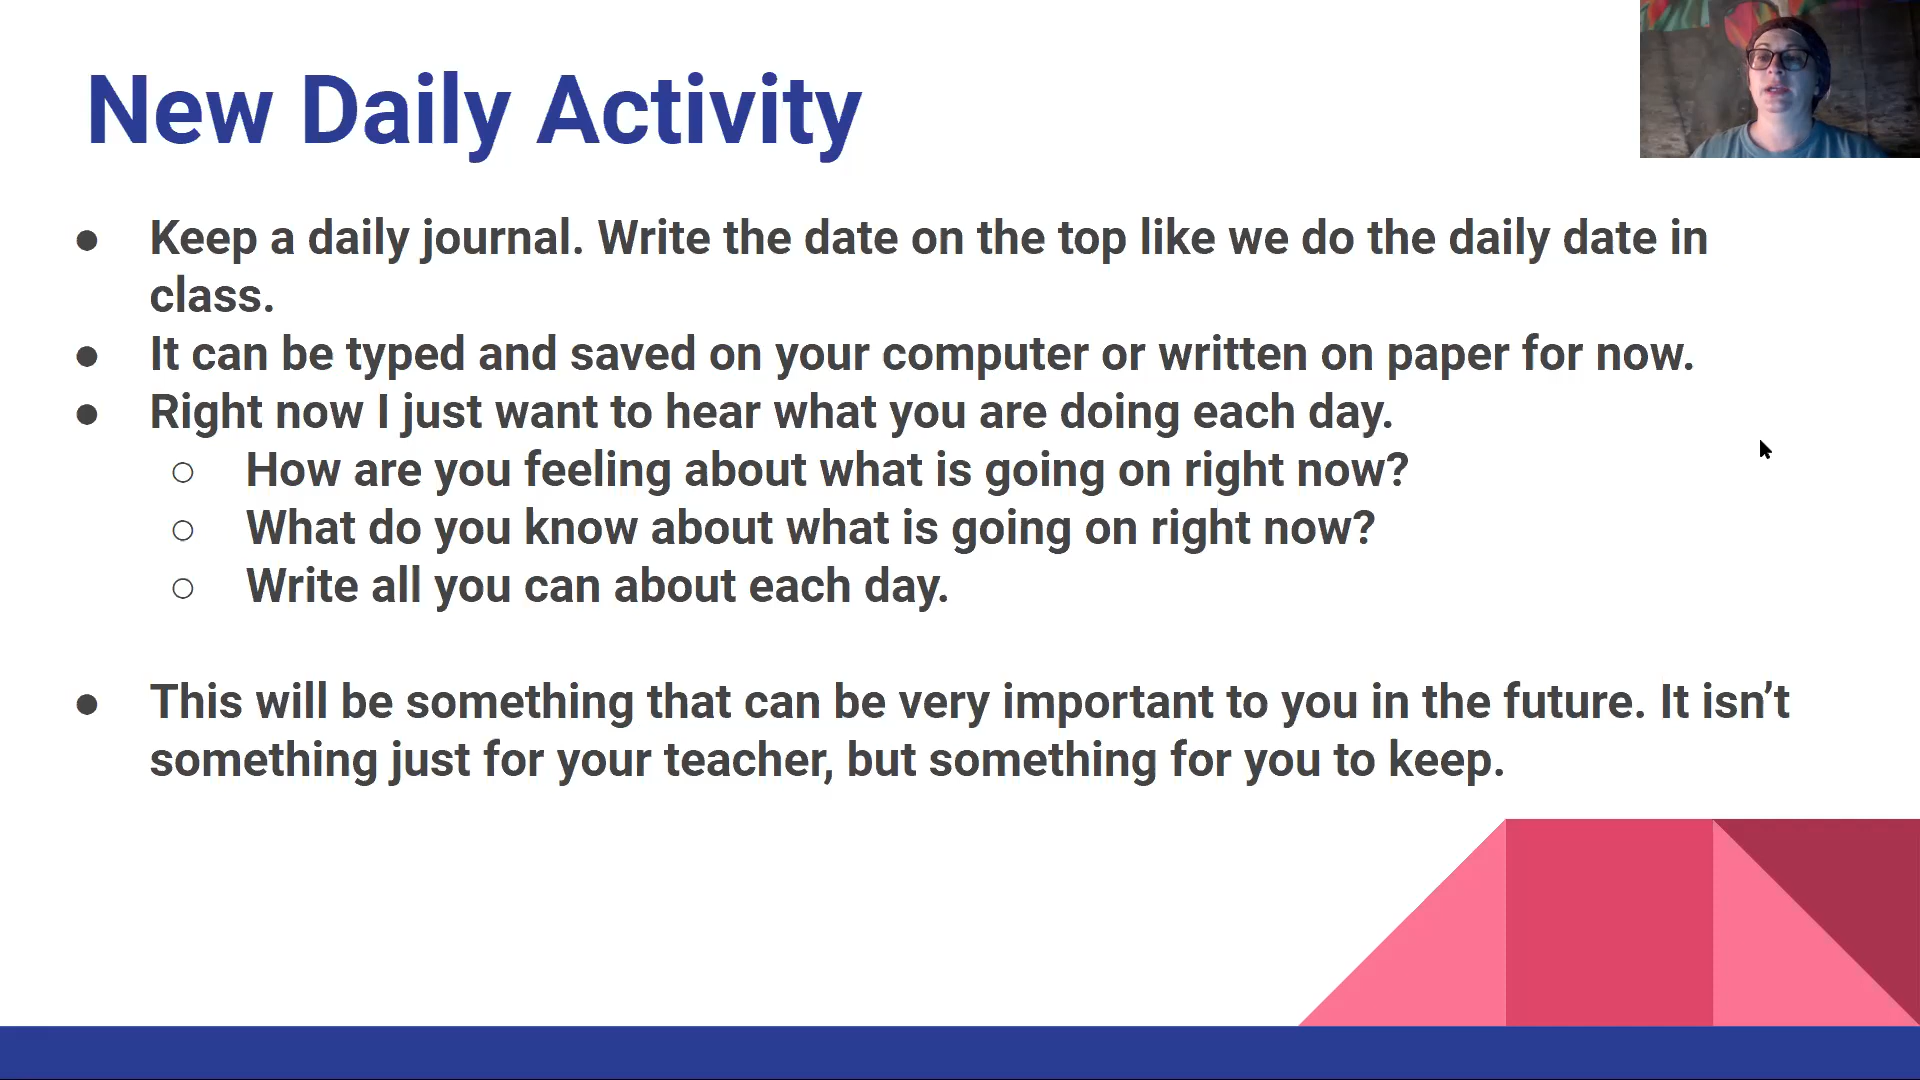 New Daily Activity
● Keep a daily journal. Write the date on the top like we do the daily date in
class.
● It can be typed and saved on your computer or written on paper for now.
● Right now I just want to hear what you are doing each day.
○ How are you feeling about what is going on right now?
○ What do you know about what is going on right now?
○ Write all you can about each day.
● This will be something that can be very important to you in the future. It isn’t
something just for your teacher, but something for you to keep.